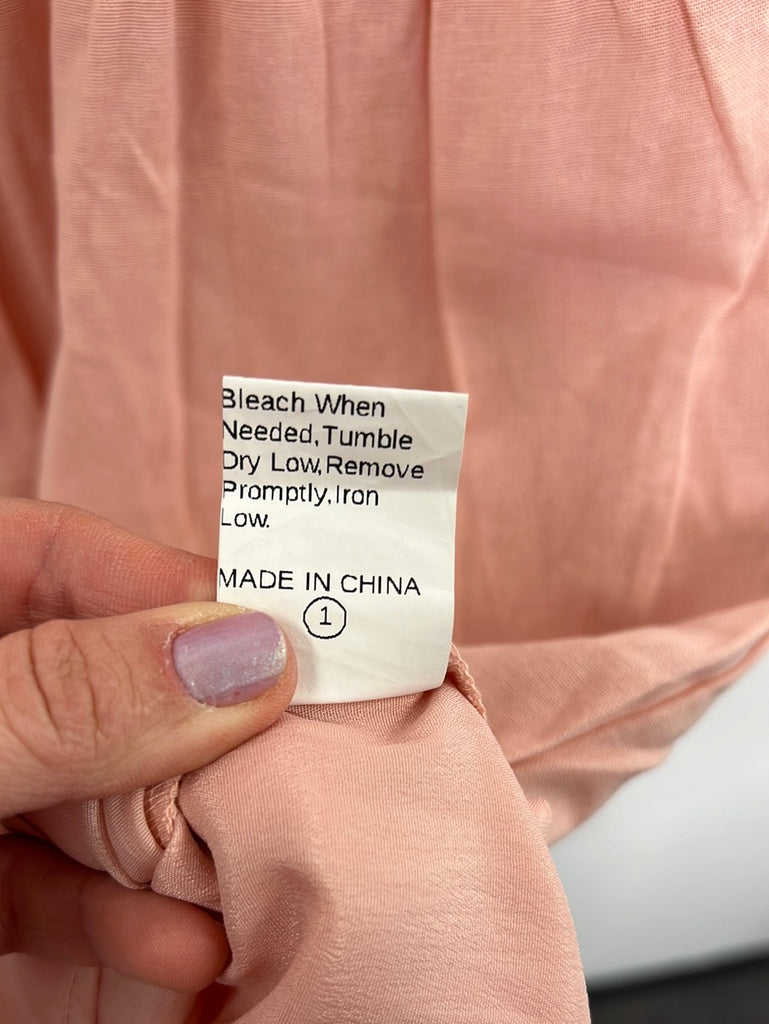 Bleach When
Needed,Tumble
Dry Low,Remove
Promptly,Iron
Low.
MADE IN CHINA
1